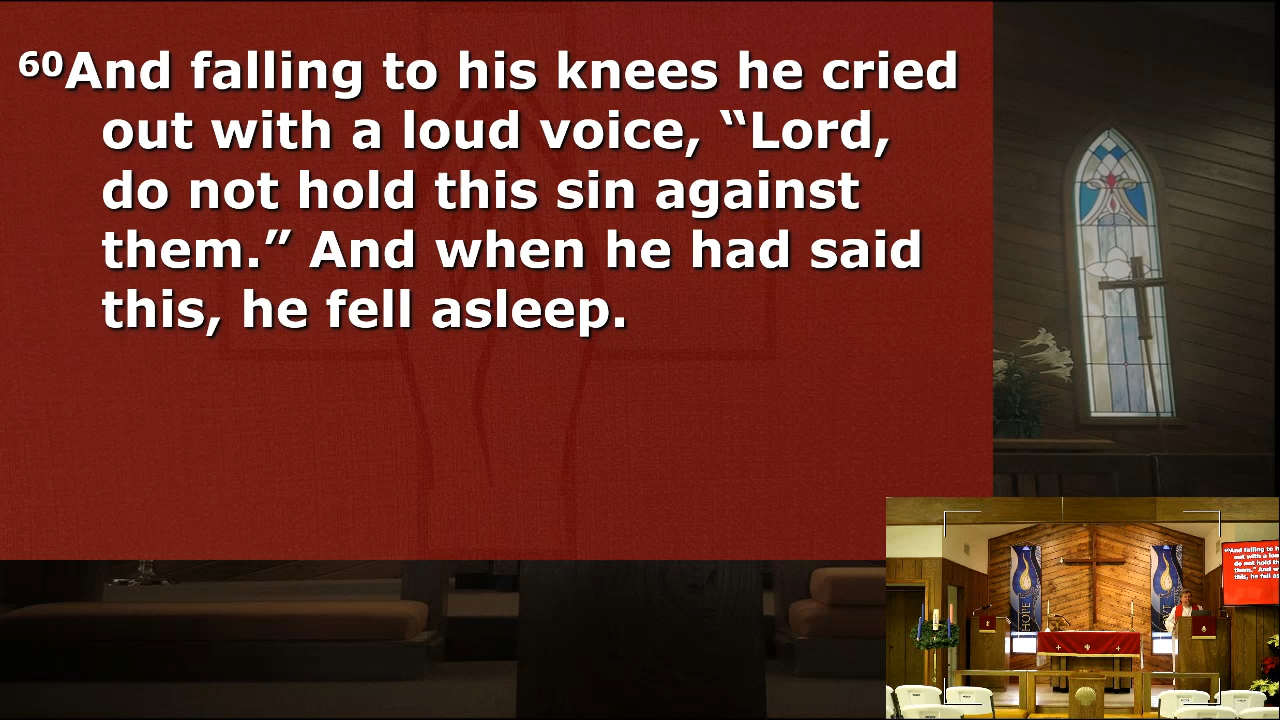 60And falling to his knees he cried
out with a loud voice, “Lord,
do not hold this sin against
them.” And when he had said
this, he fell asleep.
HOPE